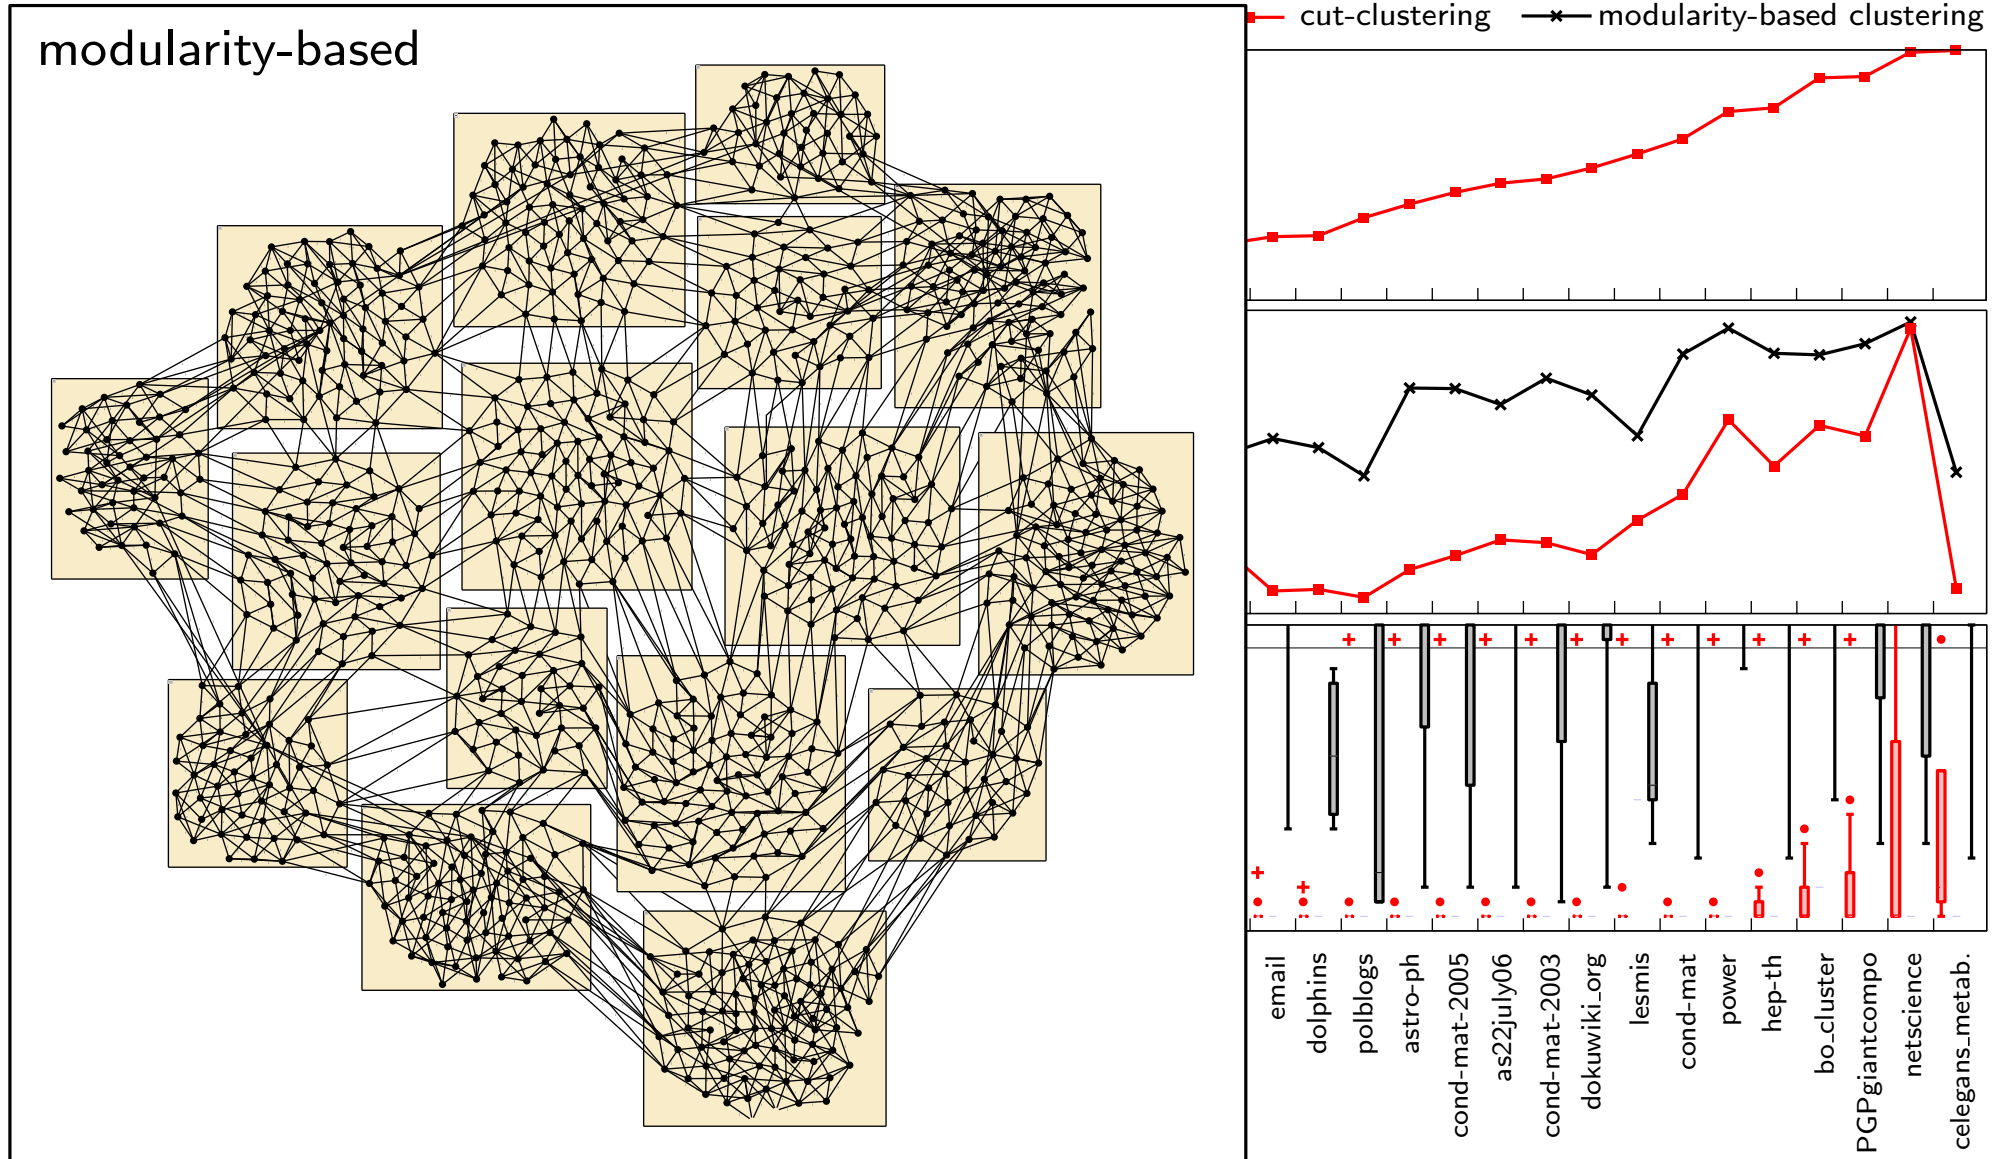 modularity-based
cut-clustering
modularity-based clustering
email
dolphins
polblogs
astro-ph
cond-mat-2005
as22july06
cond-mat-2003
dokuwiki_org
lesmis
cond-mat
power
hep-th
bo_cluster
PGPgiantcompo
netscience
celegans_metab.